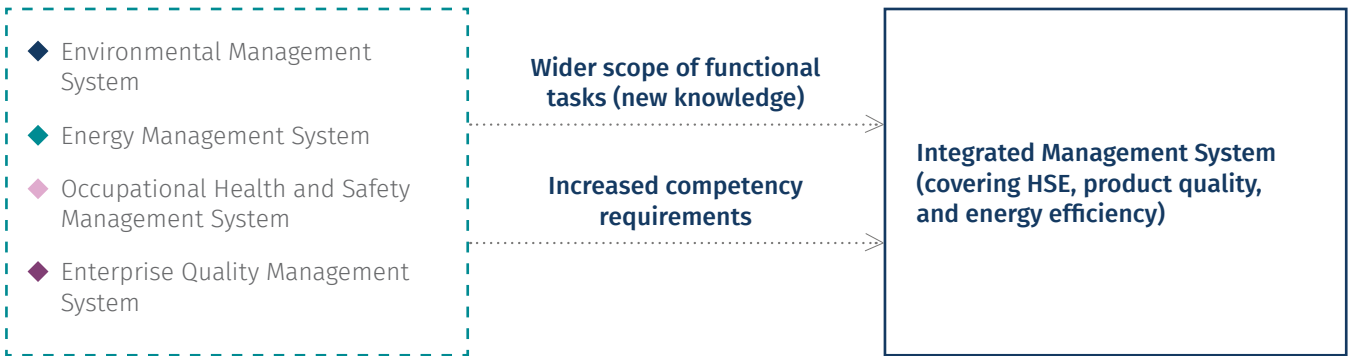 Environmental Management
System
Energy Management System
Occupational Health and Safety
Management System
Enterprise Quality Management
System
Wider scope of functional
tasks (new knowledge)
Increased competency
requirements
Integrated Management System
(covering HSE, product quality,
and energy efficiency)